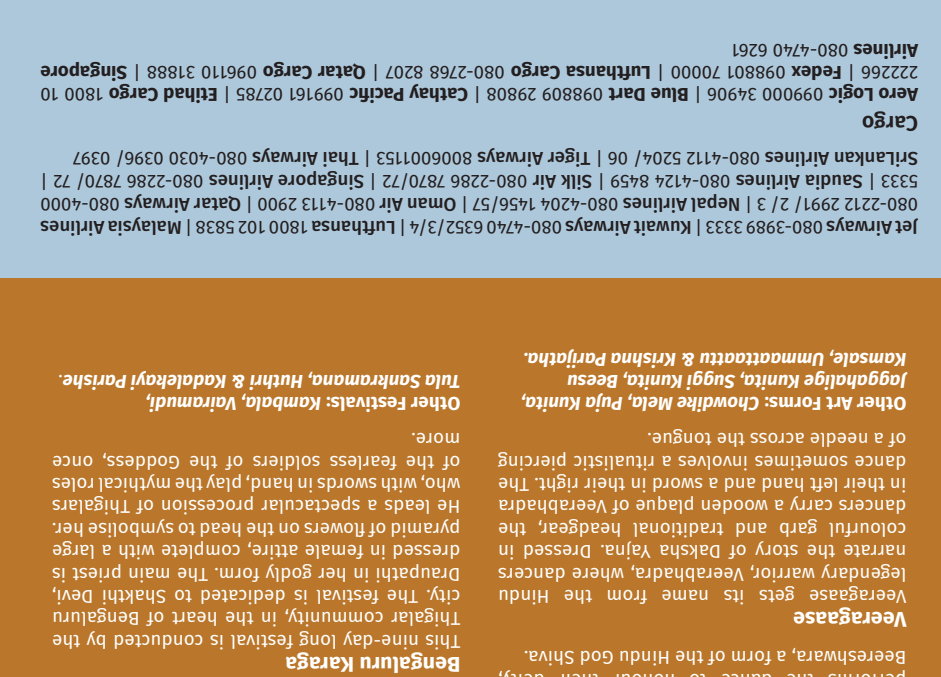 performs the dance to honour their deity,
Beereshwara, a form of the Hindu God Shiva.
Veeragaase
Veeragaase gets its name from the Hindu
legendary warrior, Veerabhadra, where dancers
narrate the story of Daksha Yajna. Dressed in
colourful garb and traditional headgear, the
dancers carry a wooden plaque of Veerabhadra
in their left hand and a sword in their right. The
dance sometimes involves a ritualistic piercing
of a needle across the tongue.
Other Art Forms: Chowdike Mela, Puja Kunita,
Jaggahalige Kunita, Suggi Kunita, Beesu
Kamsale, Ummaattaattu & Krishna Parijatha.
Bengaluru Karaga
This nine-day long festival is conducted by the
Thigalar community, in the heart of Bengaluru
city. The festival is dedicated to Shakthi Devi,
Draupathi in her godly form. The main priest is
dressed in female attire, complete with a large
pyramid of flowers on the head to symbolise her.
He leads a spectacular procession of Thigalars
who, with swords in hand, play the mythical roles
of the fearless soldiers of the Goddess, once
more.
Other Festivals: Kambala, Vairamudi,
Tula Sankramana, Huthri & Kadalekayi Parishe.
Jet Airways 080-3989 3333 | Kuwait Airways 080-4740 6352/3/4 | Lufthansa 1800 102 5838 | Malaysia Airlines
080-2212 2991/ 2/ 3 | Nepal Airlines 080-4204 1456/57 | Oman Air 080-4113 2900 | Qatar Airways 080-4000
5333 | Saudia Airlines 080-4124 8459 | Silk Air 080-2286 7870/72 | Singapore Airlines 080-2286 7870/ 72 |
SriLankan Airlines 080-4112 5204/ 06 | Tiger Airways 8006001153 | Thai Airways 080-4030 0396/ 0397
Cargo
Aero Logic 099000 34906 | Blue Dart 098809 29808 | Cathay Pacific 099161 02785 | Etihad Cargo 1800 10
222266 | Fedex 098801 70000 | Lufthansa Cargo 080-2768 8207 | Qatar Cargo 096110 31888 | Singapore
Airlines 080-4740 6261